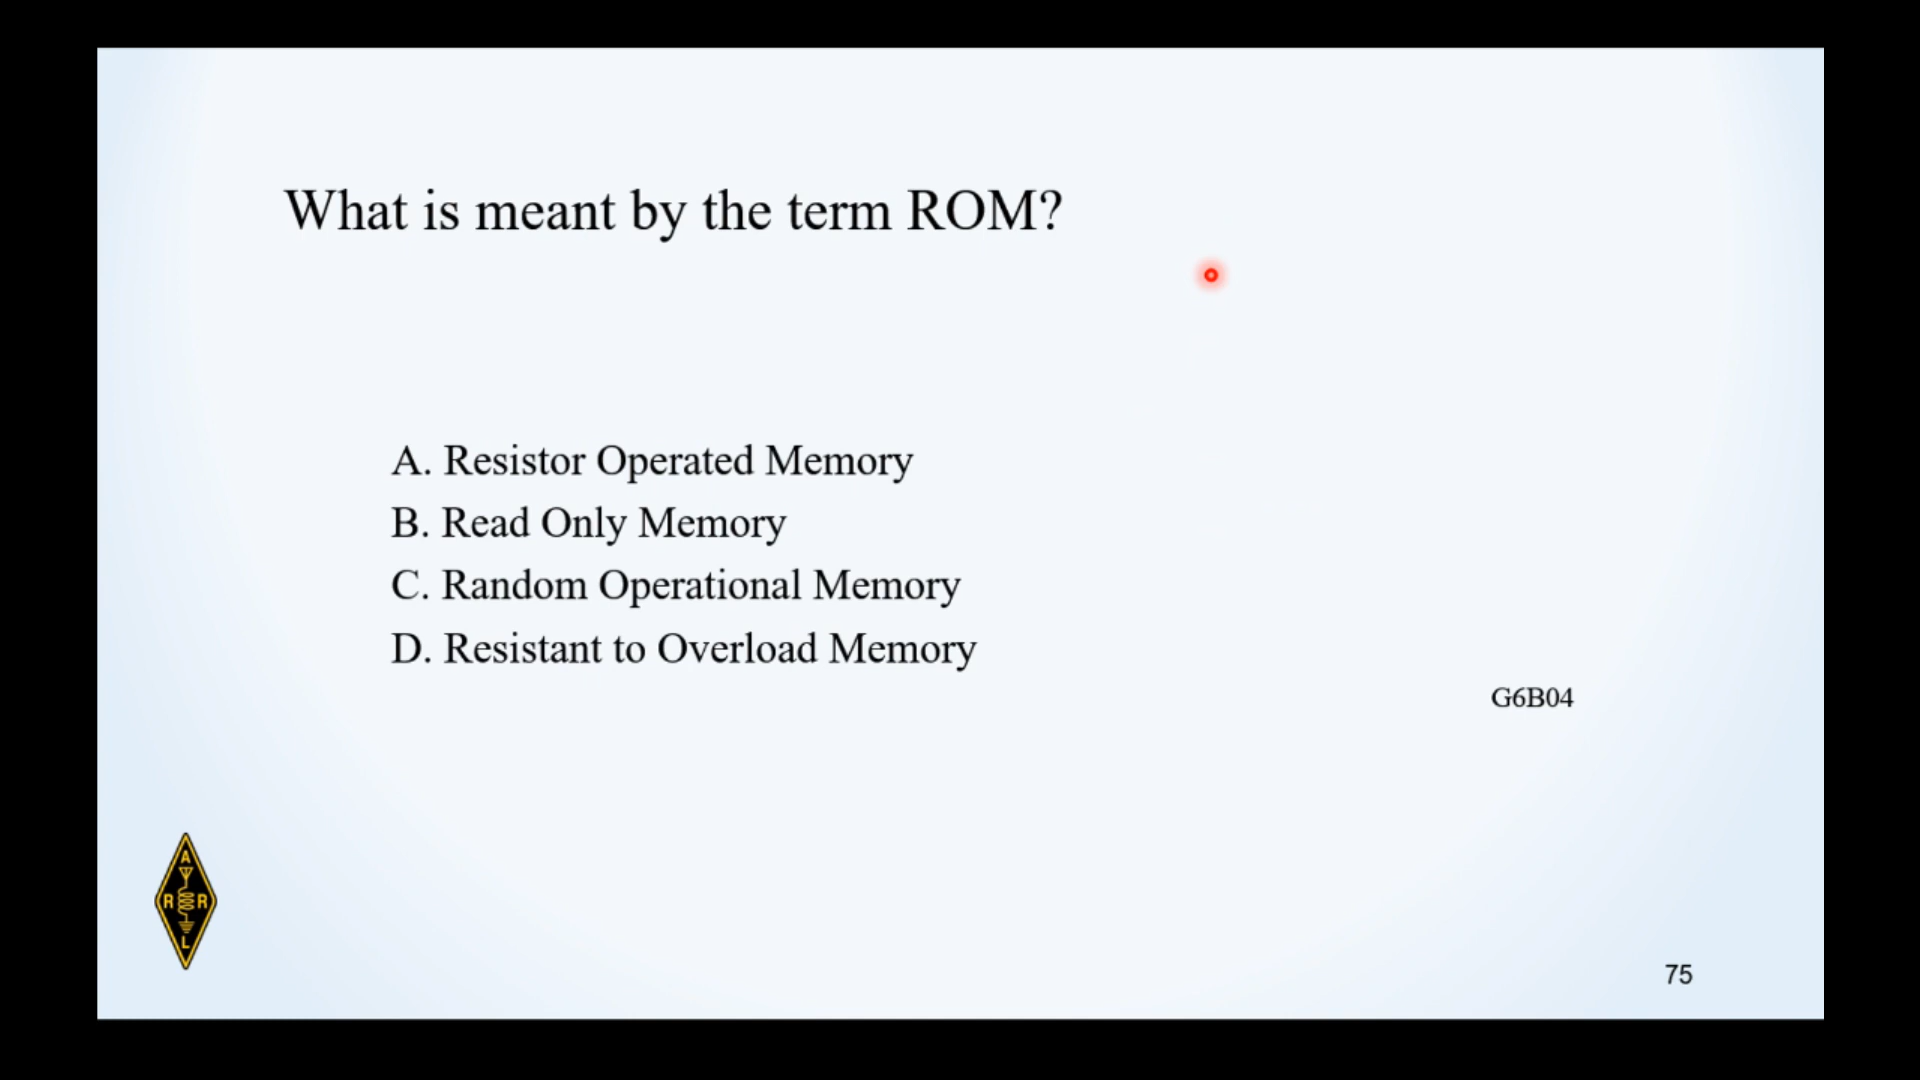 What is meant by the term ROM?
A. Resistor Operated Memory
B. Read Only Memory
C. Random Operational Memory
D. Resistant to Overload Memory
G6B04
A
R R
L
75